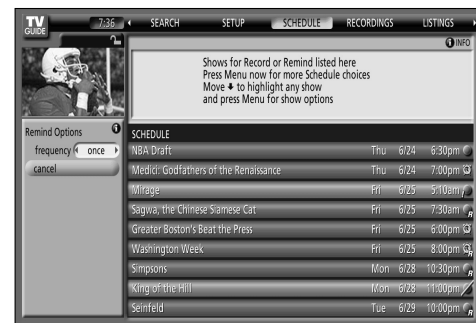 TV GUIDE
7:36
SEARCH SETUP SCHEDULE RECORDINGS LISTINGS
INFO
Shows for Record or Remind listed here
Press Menu now for more Schedule choices
Move to highlight any show
and press Menu for show options
Remind Options
frequency once
cancel
SCHEDULE
NBA Draft Thu 6/24 6:30pm
Medici: Godfathers of the Renaissance Thu 6/24 7:00pm
Mirage Fri 6/25 5:10am
Sagwa, the Chinese Siamese Cat Fri 6/25 7:30am R
Greater Boston's Beat the Press Fri 6/25 6:00pm
Washington Week Fri 6/25 8:00pm R
Simpsons Mon 6/28 10:30pm R
King of the Hill Mon 6/28 11:00pm
Seinfeld Tue 6/29 10:00pm R